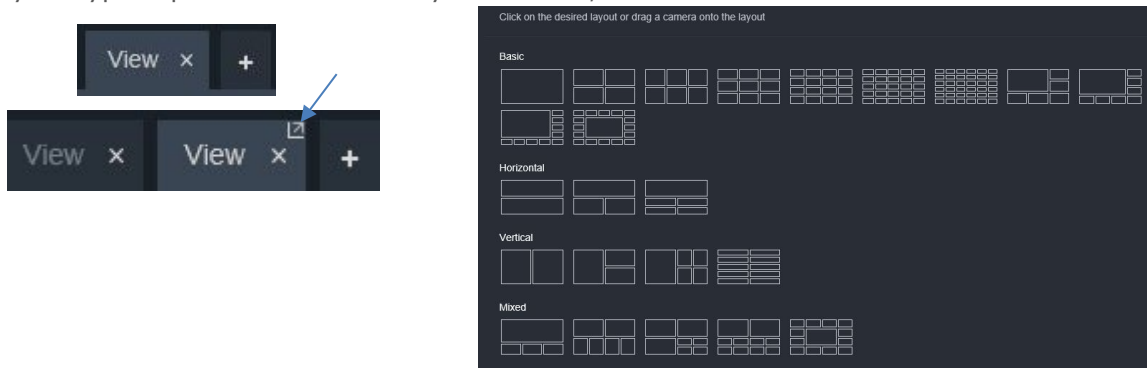 View × +
View × View × +
Click on the desired layout or drag a camera onto the layout
Basic
Horizontal
Vertical
Mixed